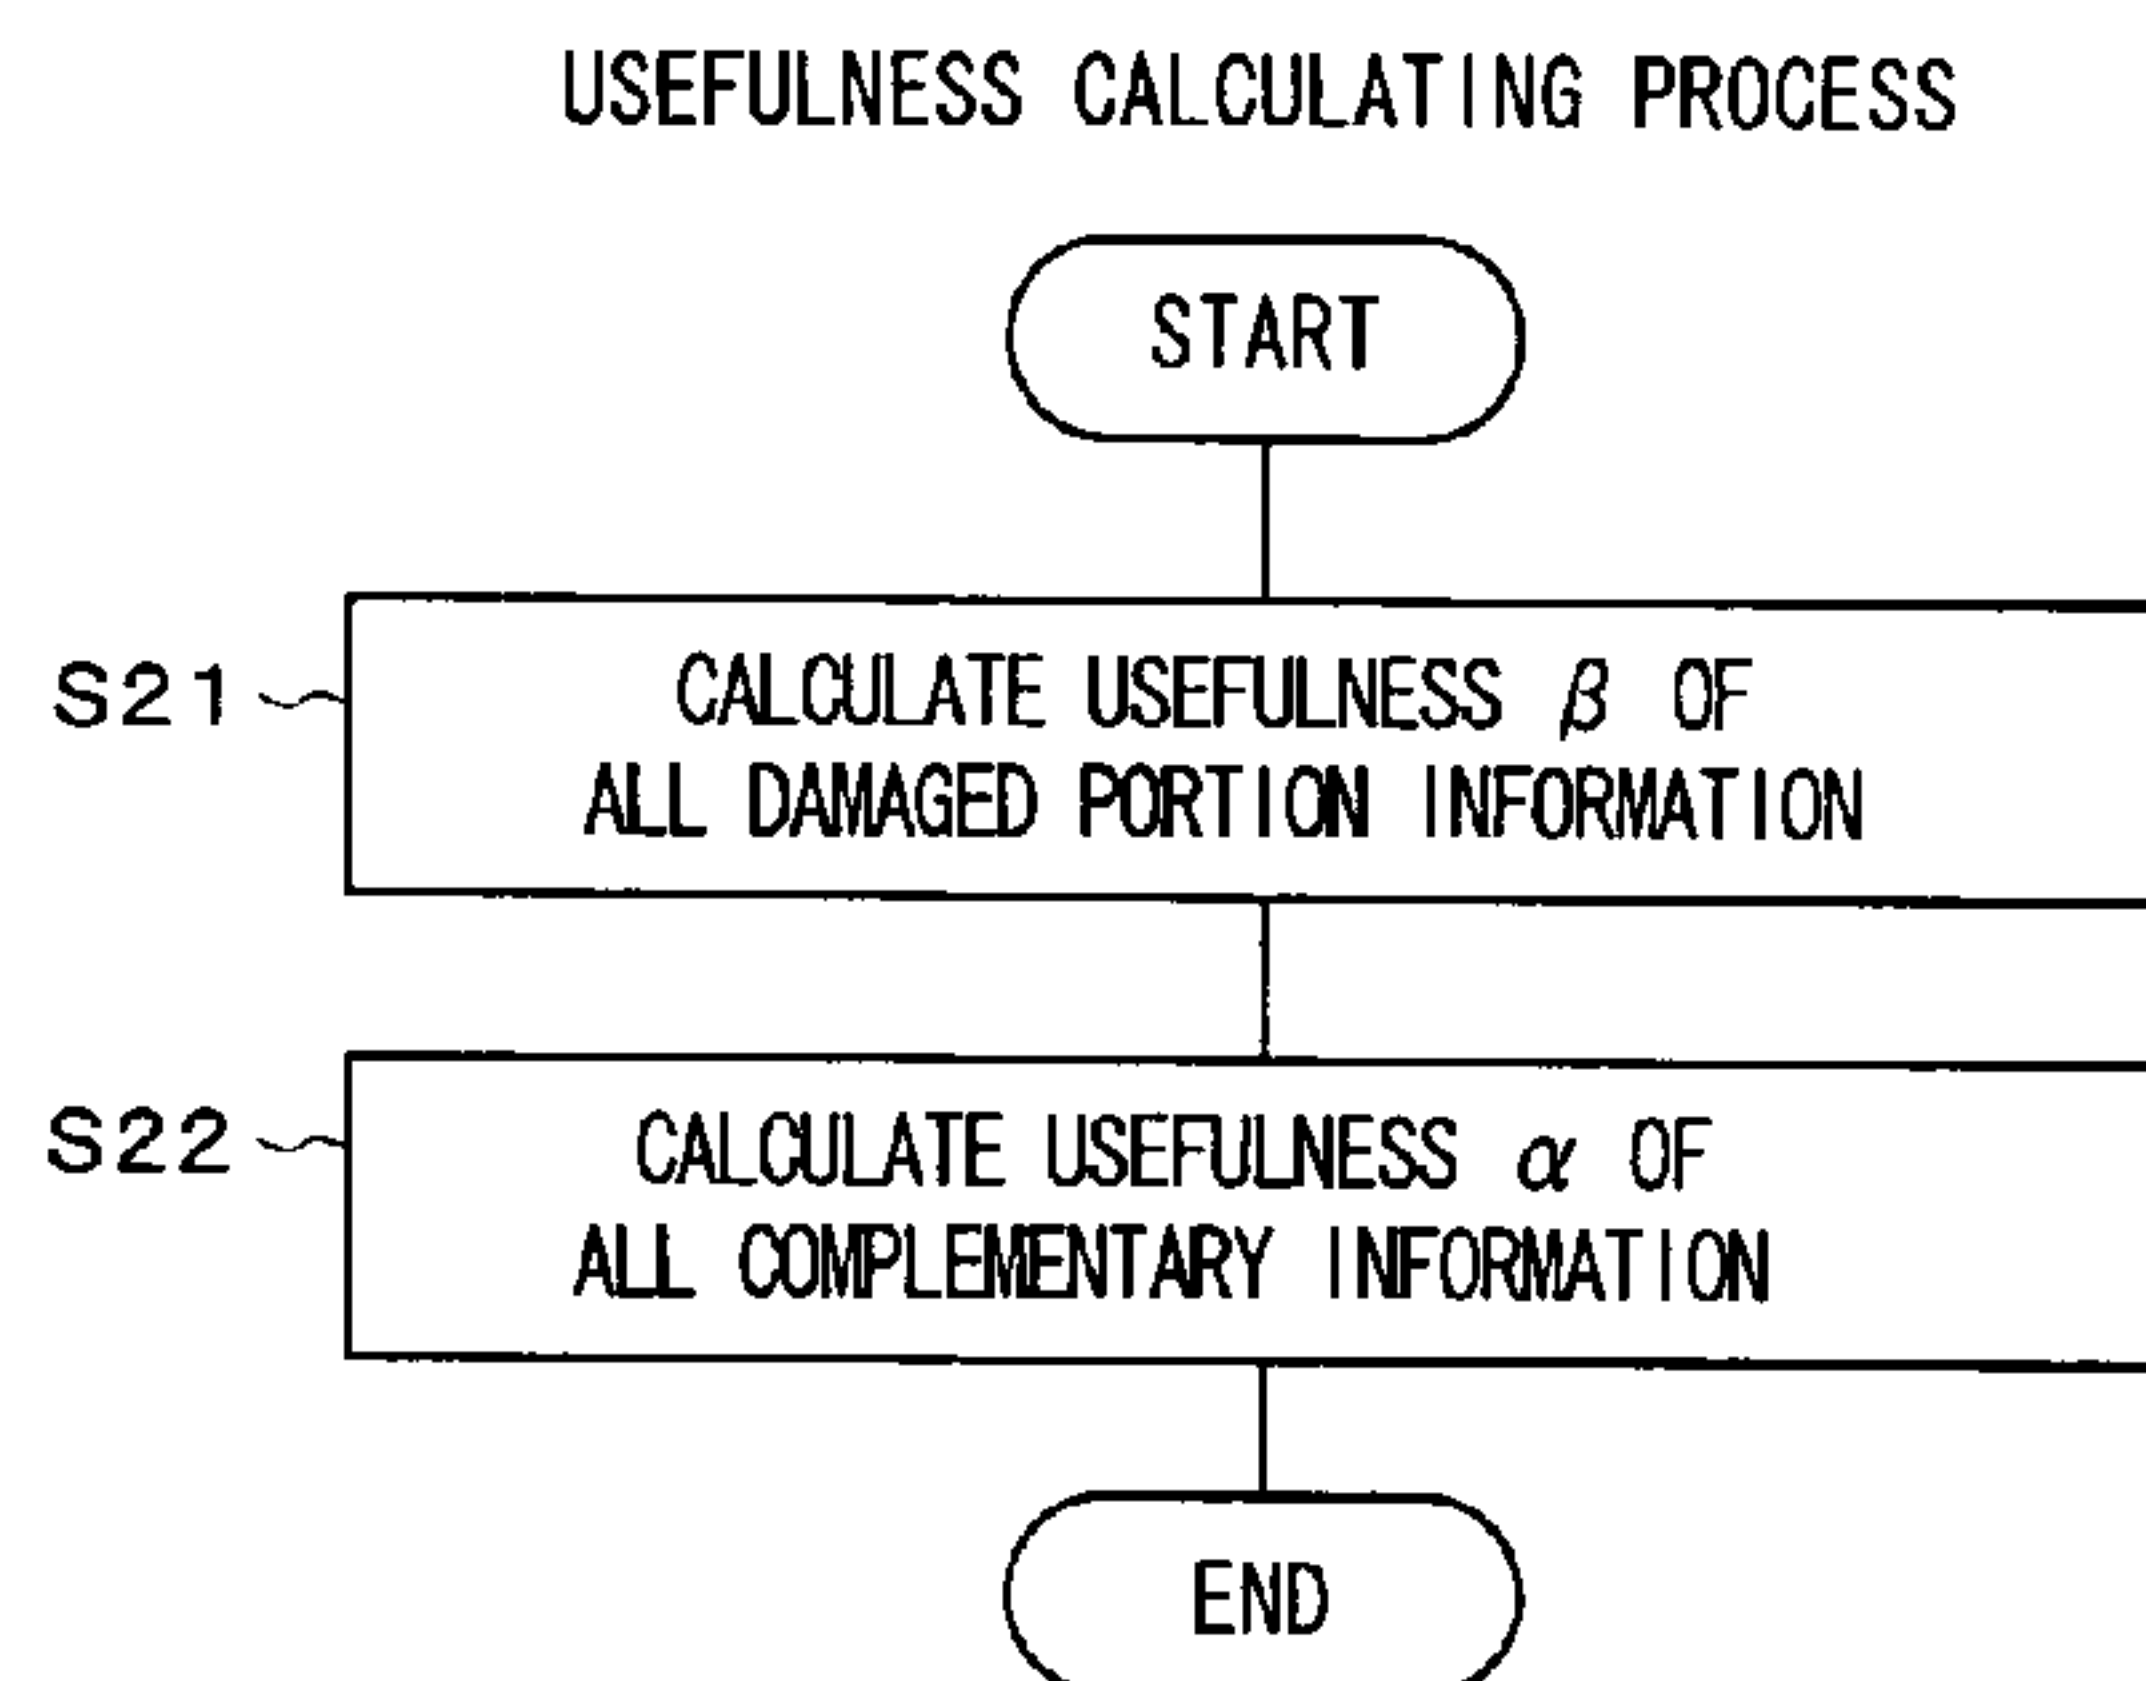 USEFULNESS CALCULATING PROCESS
START
S21
CALCULATE USEFULNESS β OF
ALL DAMAGED PORTION INFORMATION
S22
CALCULATE USEFULNESS α OF
ALL COMPLEMENTARY INFORMATION
END